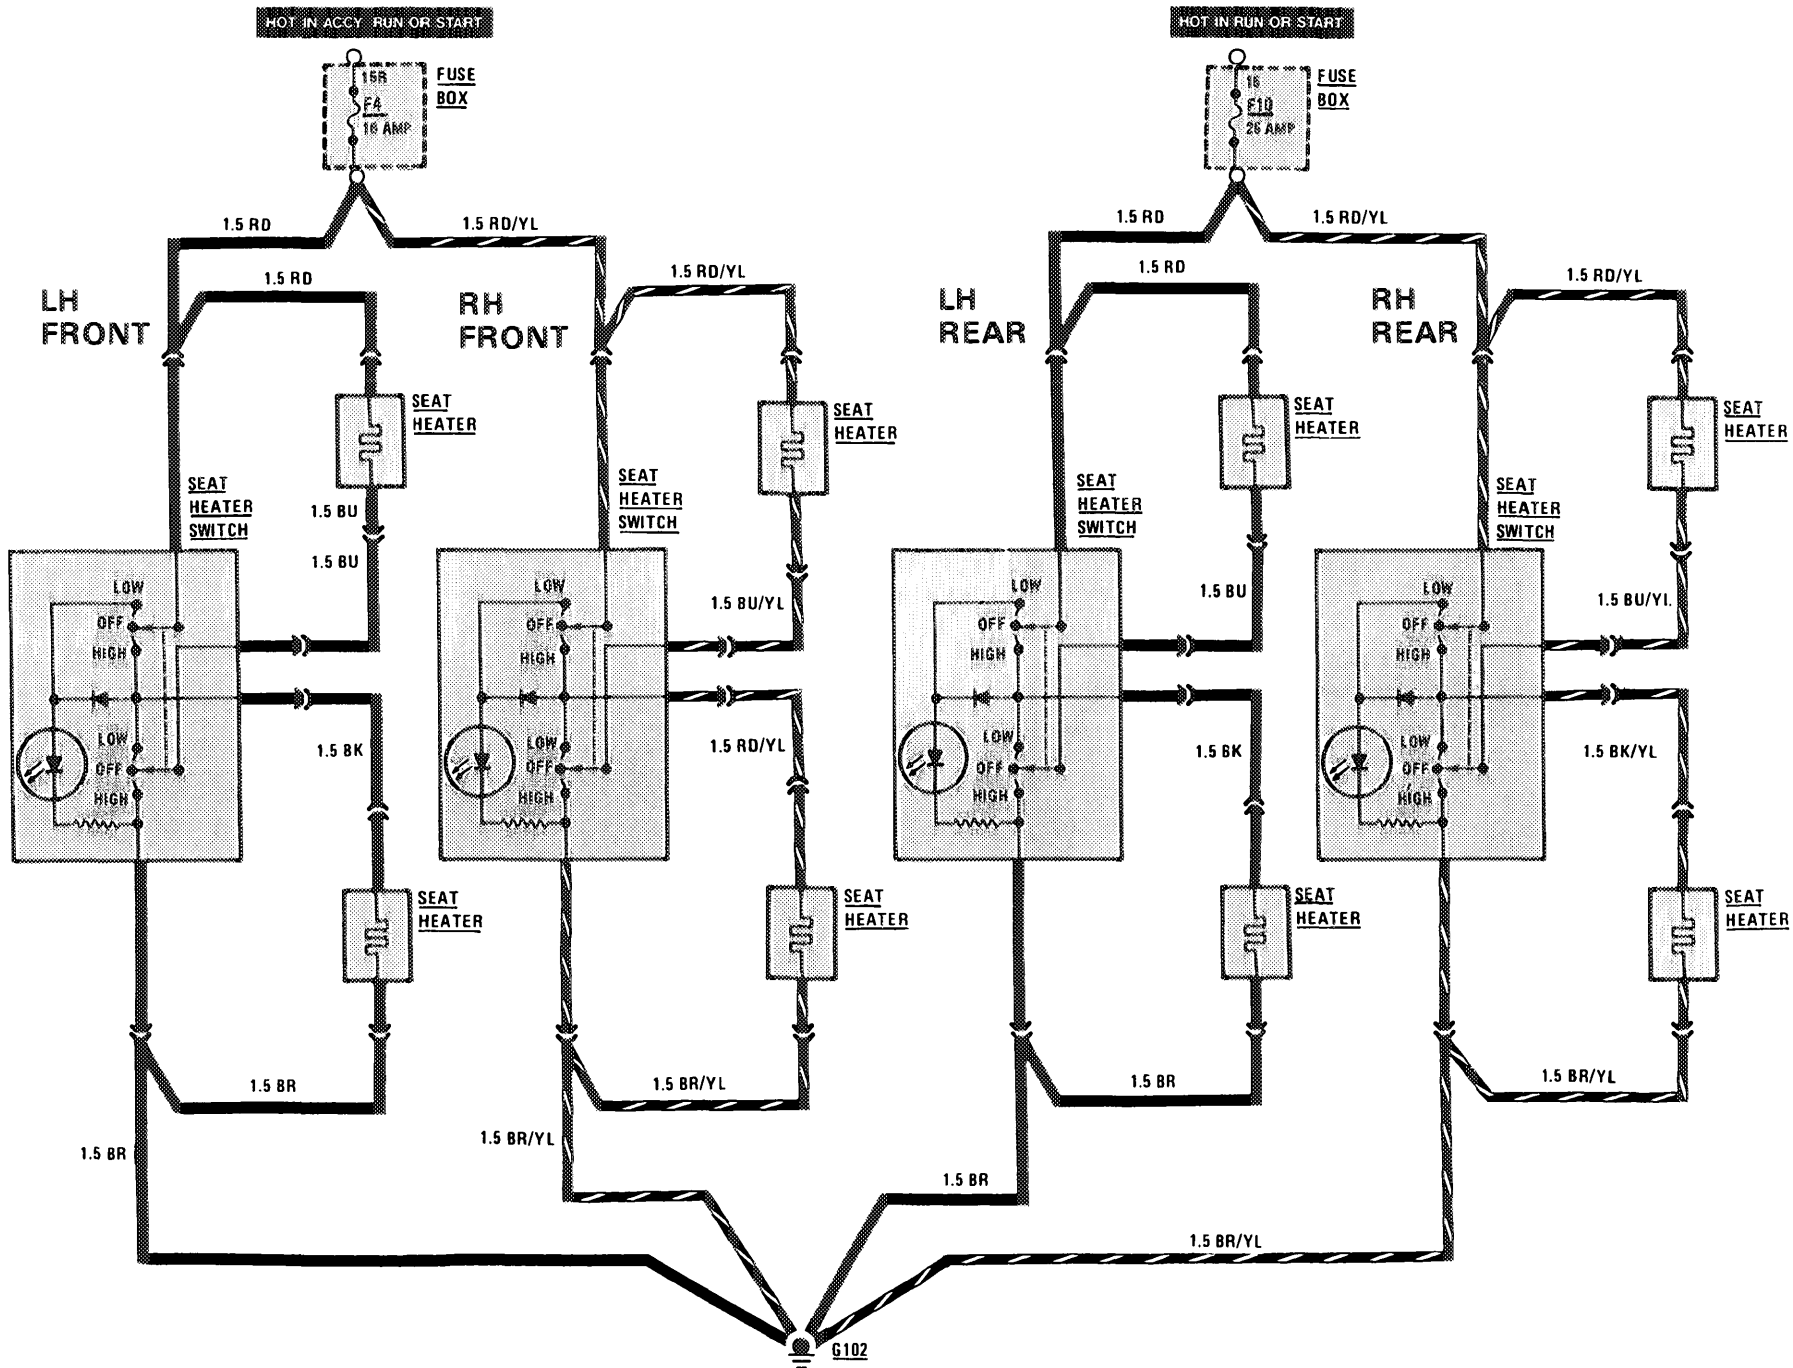 HOT IN ACCY RUN OR START
HOT IN RUN OR START
15R
F4
16 AMP
FUSE
BOX
15
F10
25 AMP
FUSE
BOX
1.5 RD
1.5 RD/YL
1.5 RD
1.5 RD/YL
1.5 RD
1.5 RD/YL
1.5 RD
1.5 RD/YL
LH
FRONT
RH
FRONT
LH
REAR
RH
REAR
SEAT
HEATER
SEAT
HEATER
SEAT
HEATER
SEAT
HEATER
SEAT
HEATER
SWITCH
SEAT
HEATER
SWITCH
SEAT
HEATER
SWITCH
SEAT
HEATER
SWITCH
1.5 BU
1.5 BU
1.5 BU/YL
1.5 BU
1.5 BU/YL
LOW
OFF
HIGH
LOW
OFF
HIGH
LOW
OFF
HIGH
LOW
OFF
HIGH
LOW
OFF
HIGH
LOW
OFF
HIGH
LOW
OFF
HIGH
LOW
OFF
HIGH
1.5 BK
1.5 RD/YL
1.5 BK
1.5 BK/YL
SEAT
HEATER
SEAT
HEATER
SEAT
HEATER
SEAT
HEATER
1.5 BR
1.5 BR/YL
1.5 BR
1.5 BR/YL
1.5 BR
1.5 BR/YL
1.5 BR
1.5 BR/YL
G102